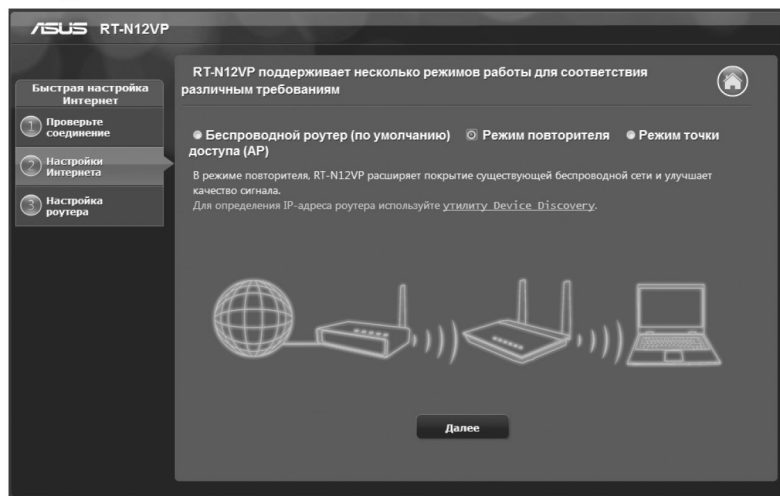 ASUS RT-N12VP
Быстрая настройка
Интернет
1 Проверьте
соединение
2 Настройки
Интернета
3 Настройка
роутера
RT-N12VP поддерживает несколько режимов работы для соответствия
различным требованиям
Беспроводной роутер (по умолчанию) Режим повторителя Режим точки
доступа (AP)
В режиме повторителя, RT-N12VP расширяет покрытие существующей беспроводной сети и улучшает
качество сигнала.
Для определения IP-адреса роутера используйте утилиту Device Discovery.
Далее